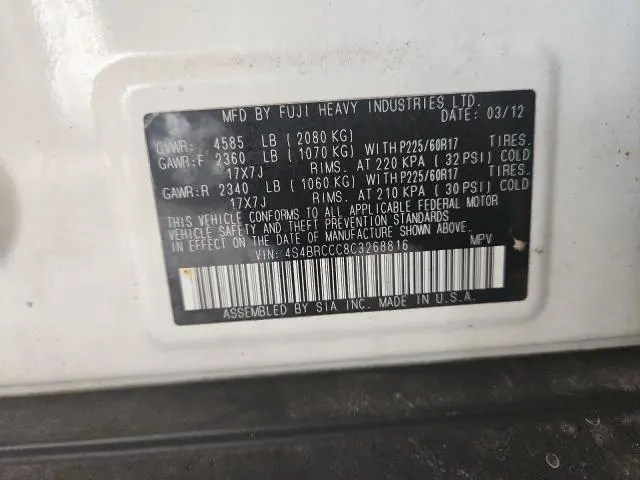 MFD BY FUJI HEAVY INDUSTRIES LTD.
DATE: 03/12
GVWR: 4585 LB ( 2080 KG)
GAWR:F 2360 LB ( 1070 KG) WITH P225/60R17 TIRES.
17X7J RIMS. AT 220 KPA ( 32 PSI) COLD
GAWR:R 2340 LB ( 1060 KG) WITH P225/60R17 TIRES.
17X7J RIMS. AT 210 KPA ( 30 PSI) COLD
THIS VEHICLE CONFORMS TO ALL APPLICABLE FEDERAL MOTOR
VEHICLE SAFETY AND THEFT PREVENTION STANDARDS
IN EFFECT ON THE DATE OF MANUFACTURE SHOWN ABOVE.
VIN: 4S4BRCCC8C3268816 MPV
ASSEMBLED BY SIA INC. MADE IN U.S.A.